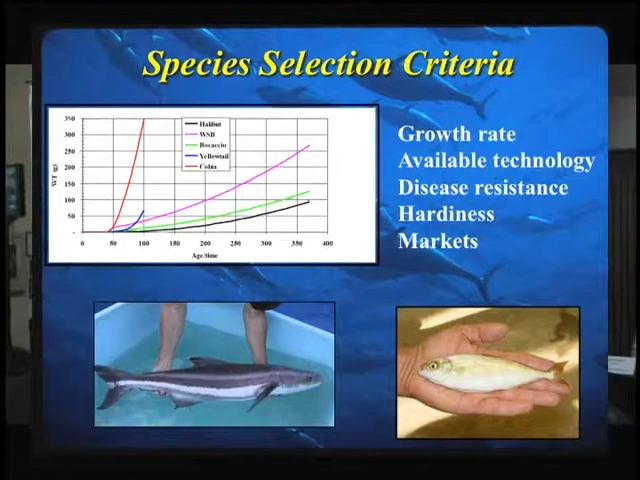 Species Selection Criteria
350
300
250
200
150
100
50
-
WT (g)
0 50 100 150 200 250 300 350 400
Age/time
Halibut
WSB
Bocaccio
Yellowtail
Cobia
Growth rate
Available technology
Disease resistance
Hardiness
Markets